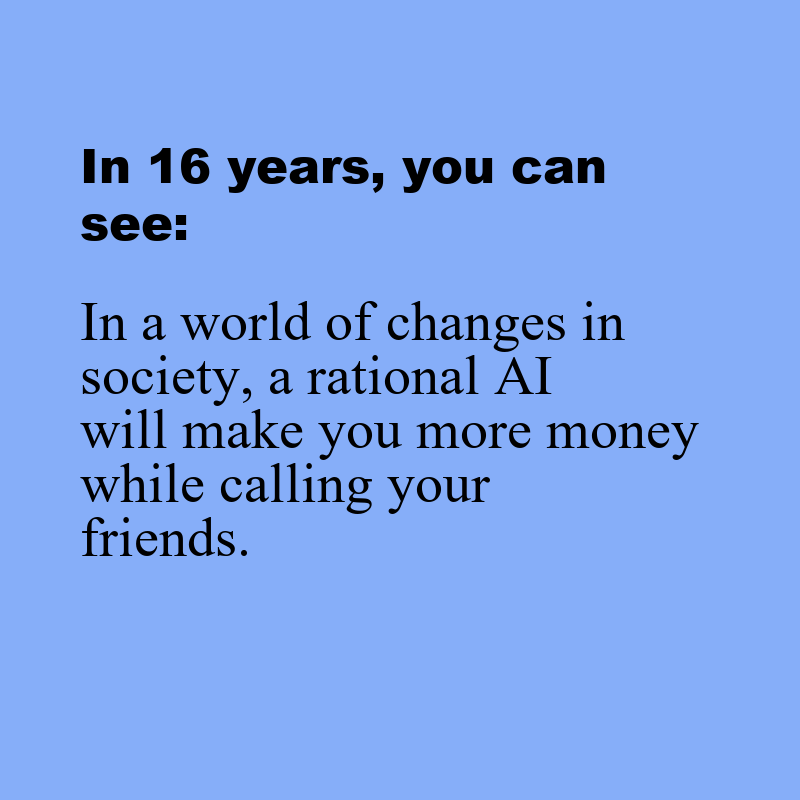 In 16 years, you can
see:
In a world of changes in
society, a rational AI
will make you more money
while calling your
friends.